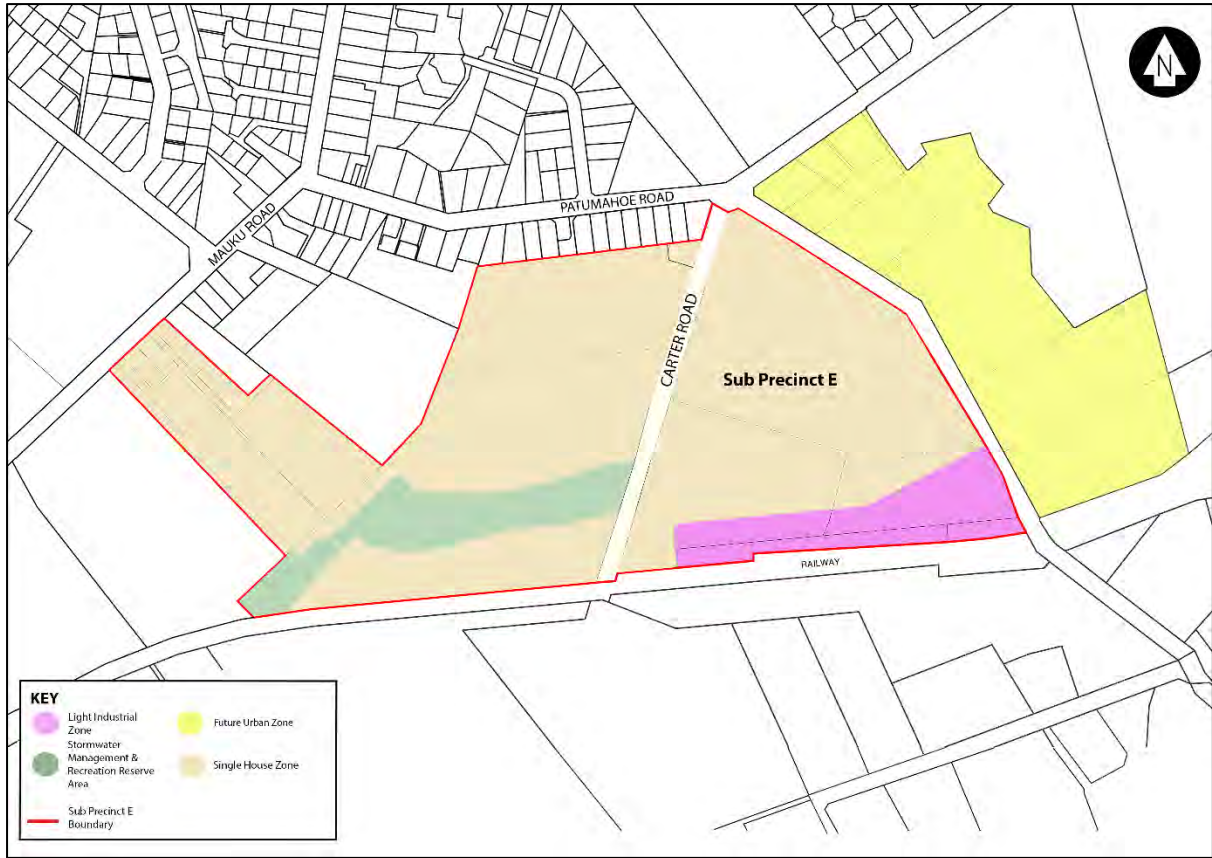 N
PATUMAHOE ROAD
MAUKU ROAD
CARTER ROAD
Sub Precinct E
RAILWAY
KEY
Light Industrial
Zone
Stormwater
Management &
Recreation Reserve
Area
Sub Precinct E
Boundary
Future Urban Zone
Single House Zone